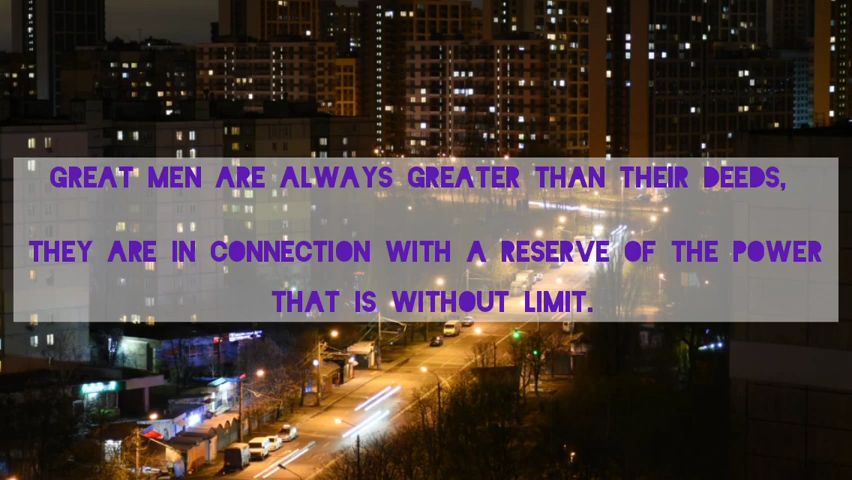 GREAT MEN ARE ALWAYS GREATER THAN THEIR DEEDS,
THEY ARE IN CONNECTION WITH A RESERVE OF THE POWER
THAT IS WITHOUT LIMIT.